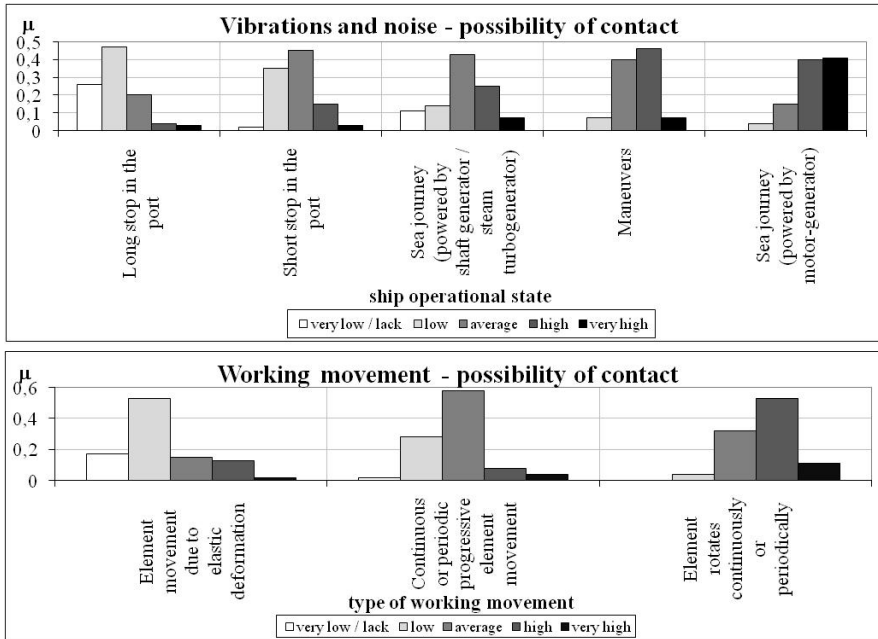 Vibrations and noise - possibility of contact
μ
0,5
0,4
0,3
0,2
0,1
0
Long stop in the
port
Short stop in the
port
Sea journey
(powered by
shaft generator /
steam
turbogenerator)
Maneuvers
Sea journey
(powered by
motor-generator)
ship operational state
very low / lack low average high very high
Working movement - possibility of contact
μ
0,6
0,4
0,2
0
Element
movement
due to
elastic
deformation
Continuous
or periodic
progressive
element
movement
Element
rotates
continuously
or
periodically
type of working movement
very low / lack low average high very high